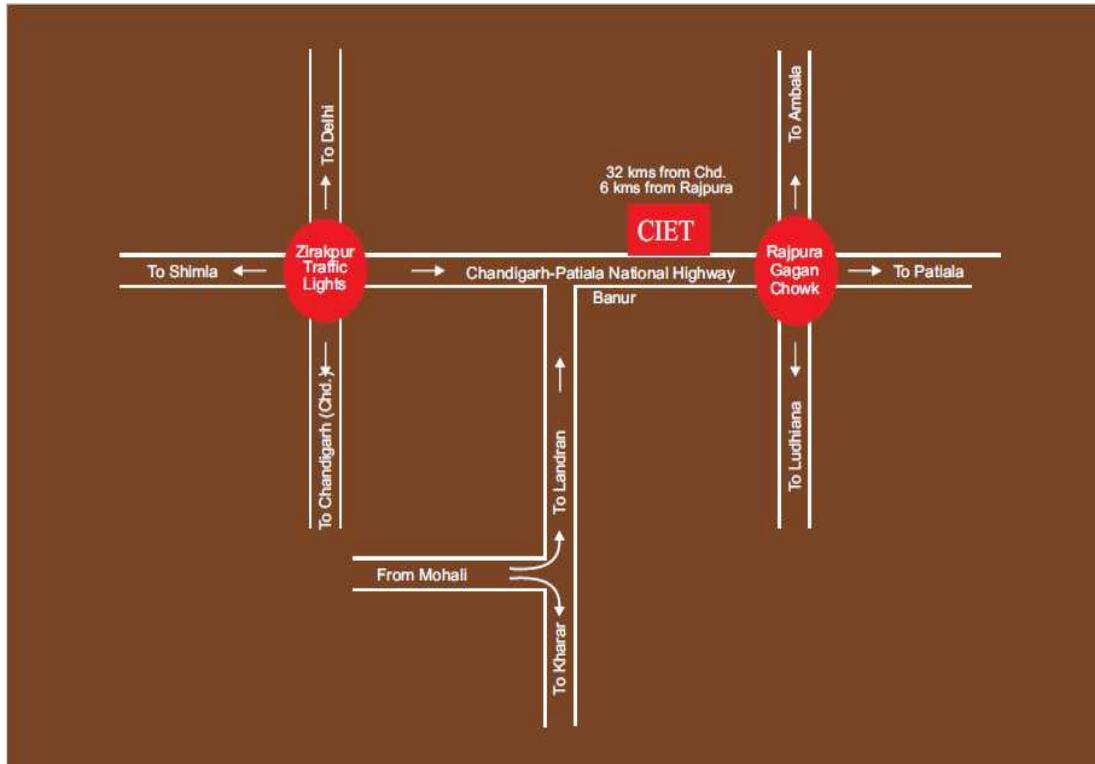 To Delhi
To Ambala
32 kms from Chd.
6 kms from Rajpura
CIET
To Shimla
Zirakpur
Traffic
Lights
Chandigarh-Patiala National Highway
Banur
Rajpura
Gagan
Chowk
To Patiala
To Chandigarh (Chd.)
To Landran
To Ludhiana
From Mohali
To Kharar